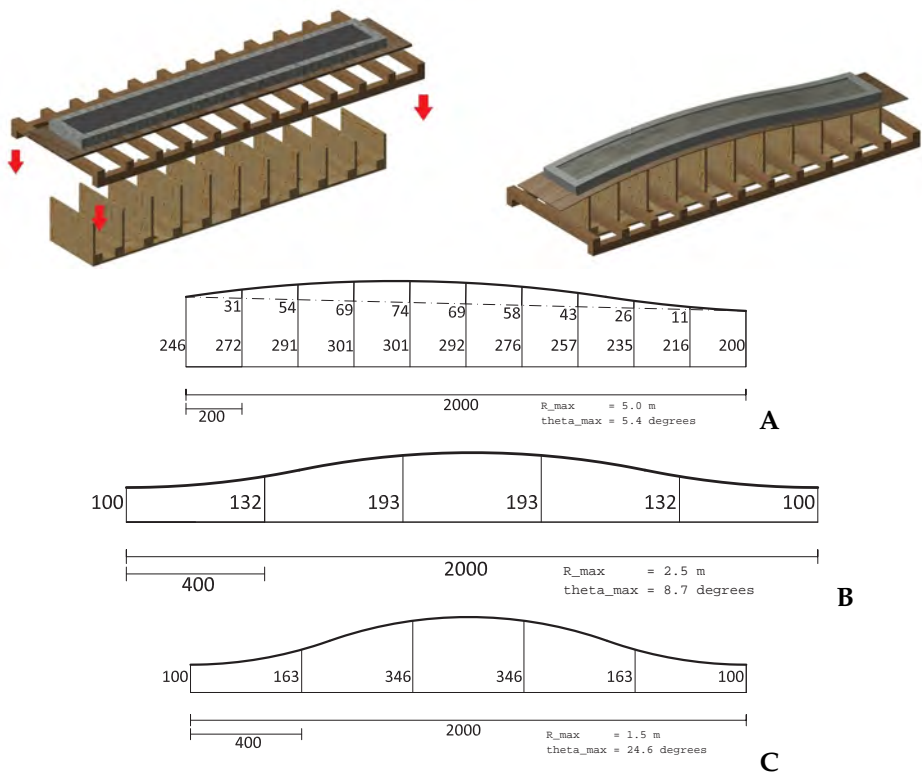 31 54 69 74 69 58 43 26 11
246 272 291 301 301 292 276 257 235 216 200
2000
200
R_max = 5.0 m
theta_max = 5.4 degrees
A
100 132 193 193 132 100
2000
400
R_max = 2.5 m
theta_max = 8.7 degrees
B
100 163 346 346 163 100
2000
400
R_max = 1.5 m
theta_max = 24.6 degrees
C